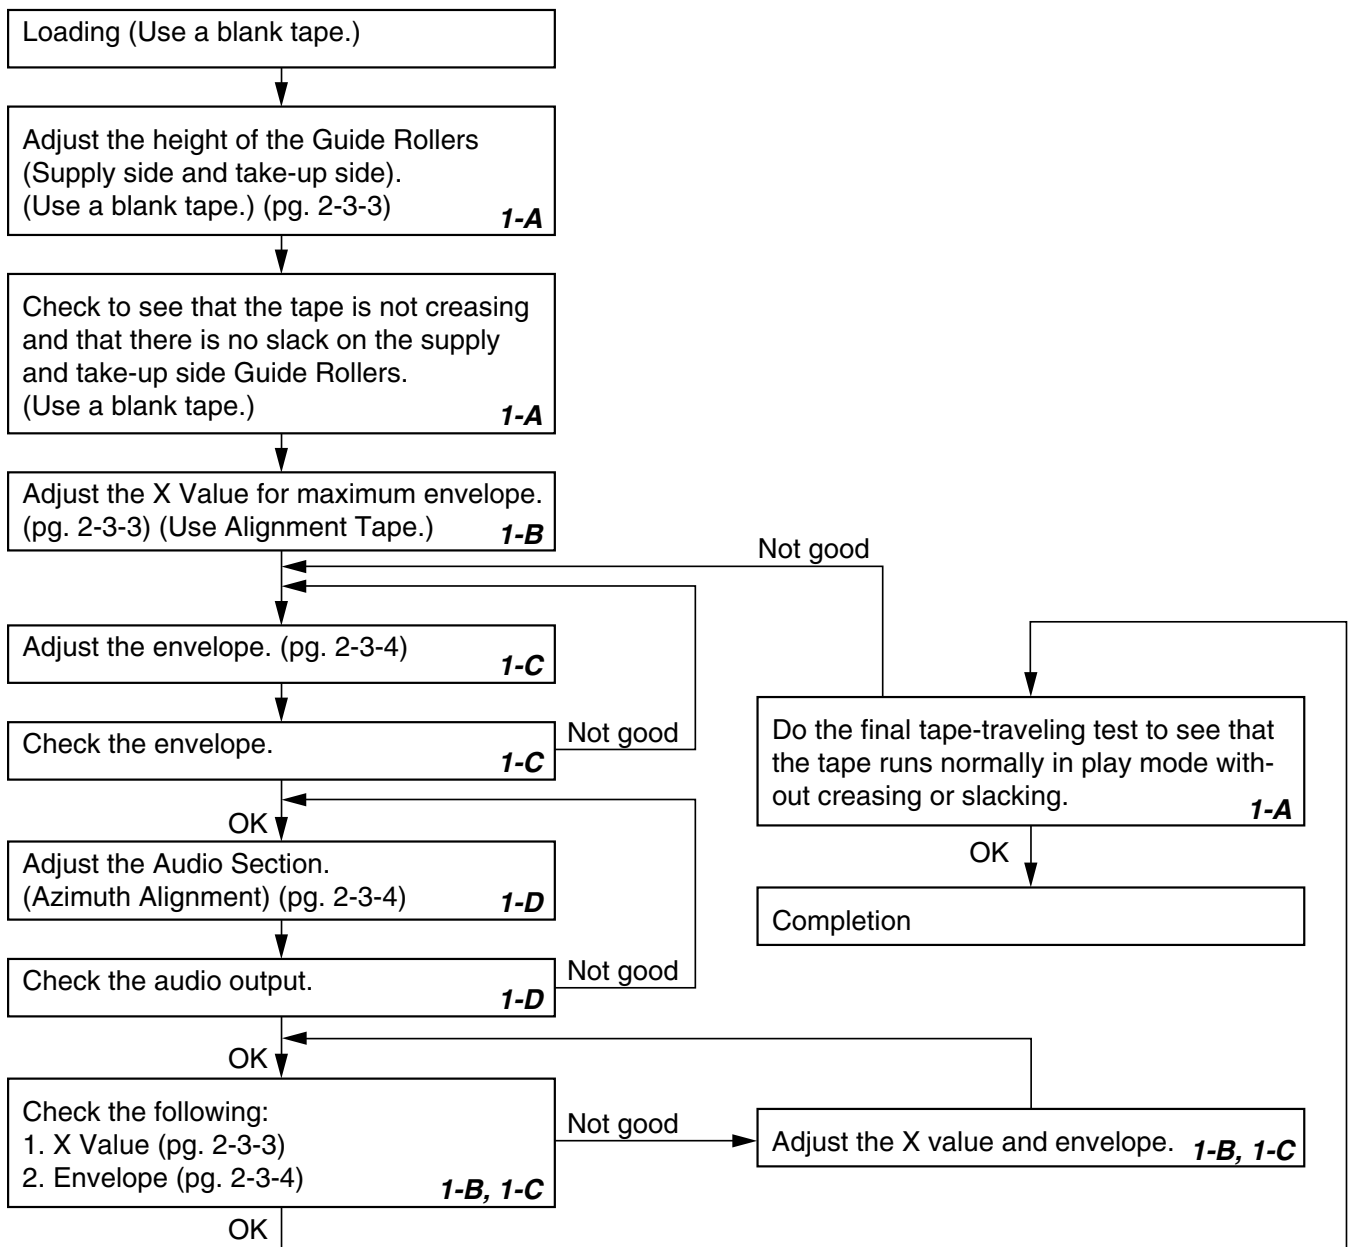 Loading (Use a blank tape.)
Adjust the height of the Guide Rollers
(Supply side and take-up side).
(Use a blank tape.) (pg. 2-3-3)
1-A
Check to see that the tape is not creasing
and that there is no slack on the supply
and take-up side Guide Rollers.
(Use a blank tape.)
1-A
Adjust the X Value for maximum envelope.
(pg. 2-3-3) (Use Alignment Tape.)
1-B
Adjust the envelope. (pg. 2-3-4)
1-C
Check the envelope.
1-C
Not good
OK
Adjust the Audio Section.
(Azimuth Alignment) (pg. 2-3-4)
1-D
Check the audio output.
1-D
Not good
OK
Check the following:
1. X Value (pg. 2-3-3)
2. Envelope (pg. 2-3-4)
1-B, 1-C
Not good
Adjust the X value and envelope.
1-B, 1-C
OK
Not good
Do the final tape-traveling test to see that
the tape runs normally in play mode with-
out creasing or slacking.
1-A
OK
Completion